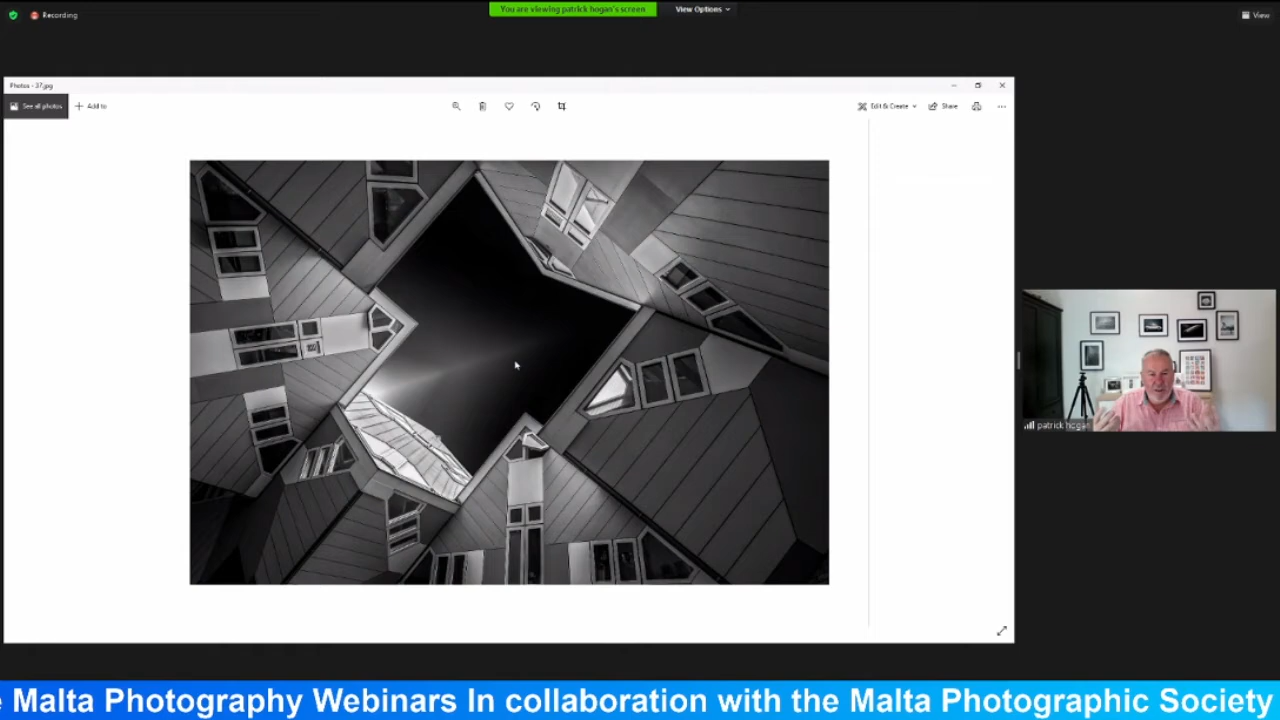 Recording
You are viewing patrick hogan's screen
View Options
View
Photos - 37.jpg
See all photos
Add to
Edit & Create
Share
patrick hogan
e Malta Photography Webinars In collaboration with the Malta Photographic Society